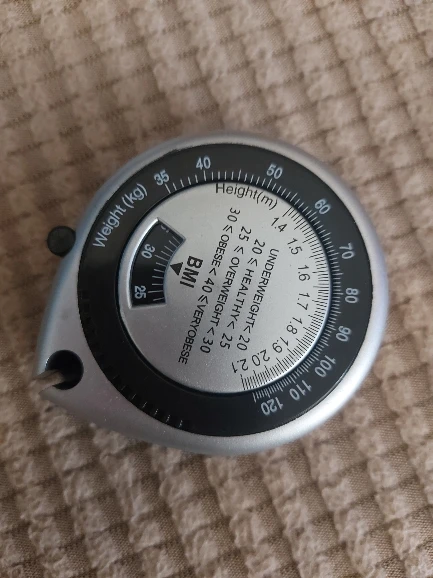 Weight(kg) 35 40 50 60 70 80 90 100 110 120
Height(m) 1.4 1.5 1.6 1.7 1.8 1.9 2.0 2.1
UNDERWEIGHT< 20
20 ≤ HEALTHY< 25
25 ≤ OVERWEIGHT< 30
30 ≤ OBESE< 40 ≤VERYOBESE
BMI
30
25